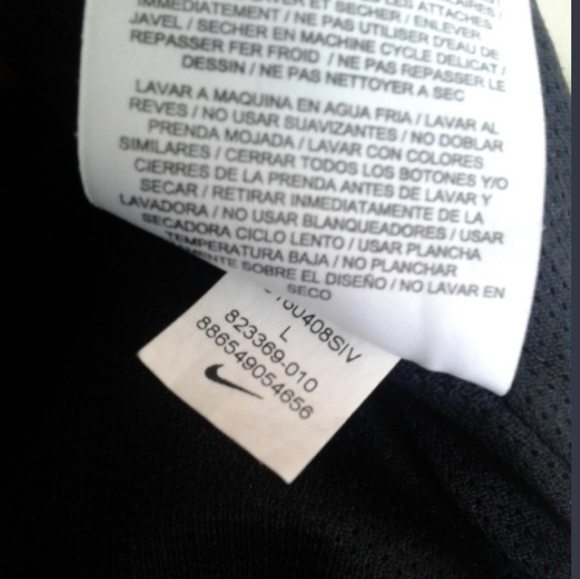 IMMÉDIATEMENT / NE PAS UTILISER D'EAU DE
JAVEL / SECHER EN MACHINE CYCLE DELICAT /
REPASSER FER FROID / NE PAS REPASSER LE
DESSIN / NE PAS NETTOYER A SEC
LAVAR A MAQUINA EN AGUA FRIA / LAVAR AL
REVES / NO USAR SUAVIZANTES / NO DOBLAR
PRENDA MOJADA / LAVAR CON COLORES
SIMILARES / CERRAR TODOS LOS BOTONES Y/O
CIERRES DE LA PRENDA ANTES DE LAVAR Y
SECAR / RETIRAR INMEDIATAMENTE DE LA
LAVADORA / NO USAR BLANQUEADORES / USAR
SECADORA CICLO LENTO / USAR PLANCHA
TEMPERATURA BAJA / NO PLANCHAR
SOBRE EL DISEÑO / NO LAVAR EN
SECO
0408SIV
L
823369-010
886549054656